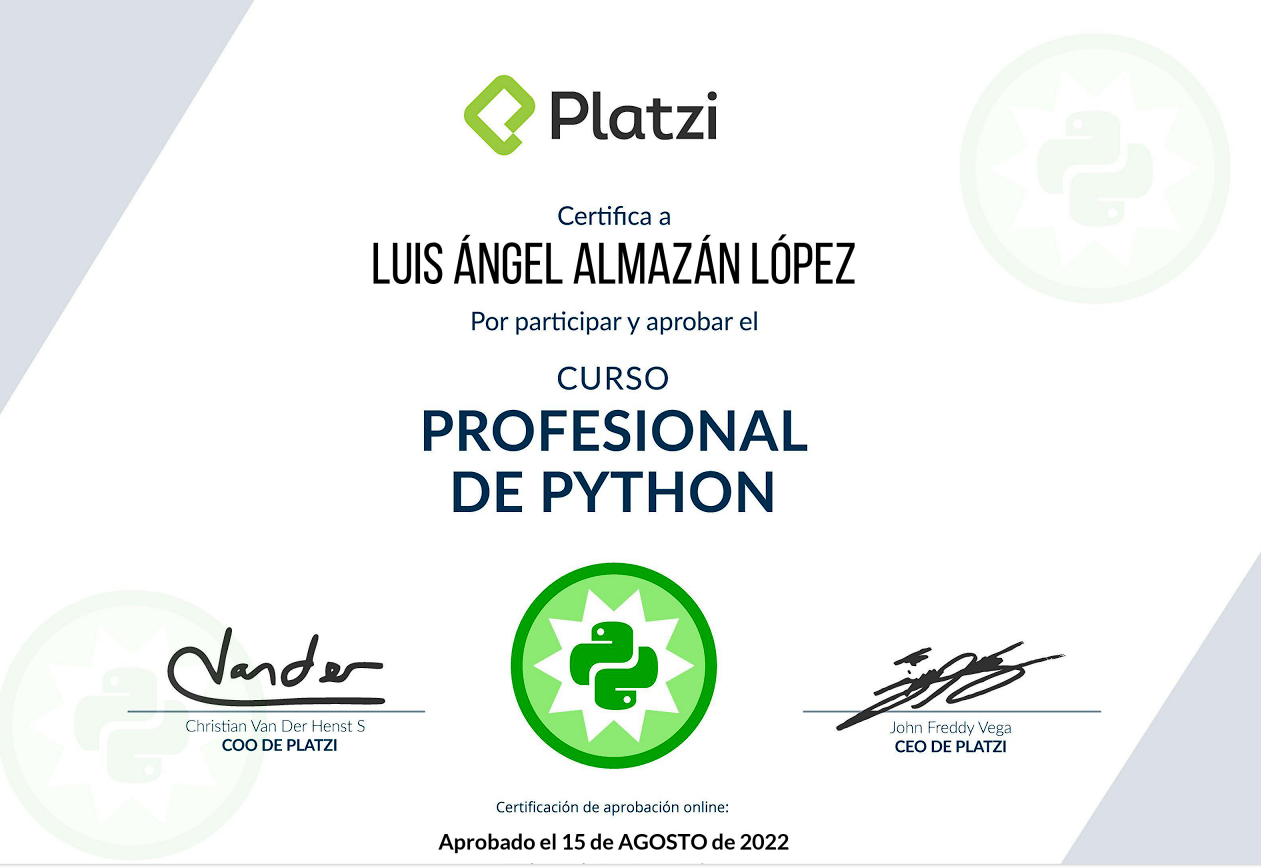 Platzi
Certifica a
LUIS ÁNGEL ALMAZÁN LÓPEZ
Por participar y aprobar el
CURSO
PROFESIONAL
DE PYTHON
Vander
Christian Van Der Henst S
COO DE PLATZI
John Freddy Vega
CEO DE PLATZI
Certificación de aprobación online:
Aprobado el 15 de AGOSTO de 2022